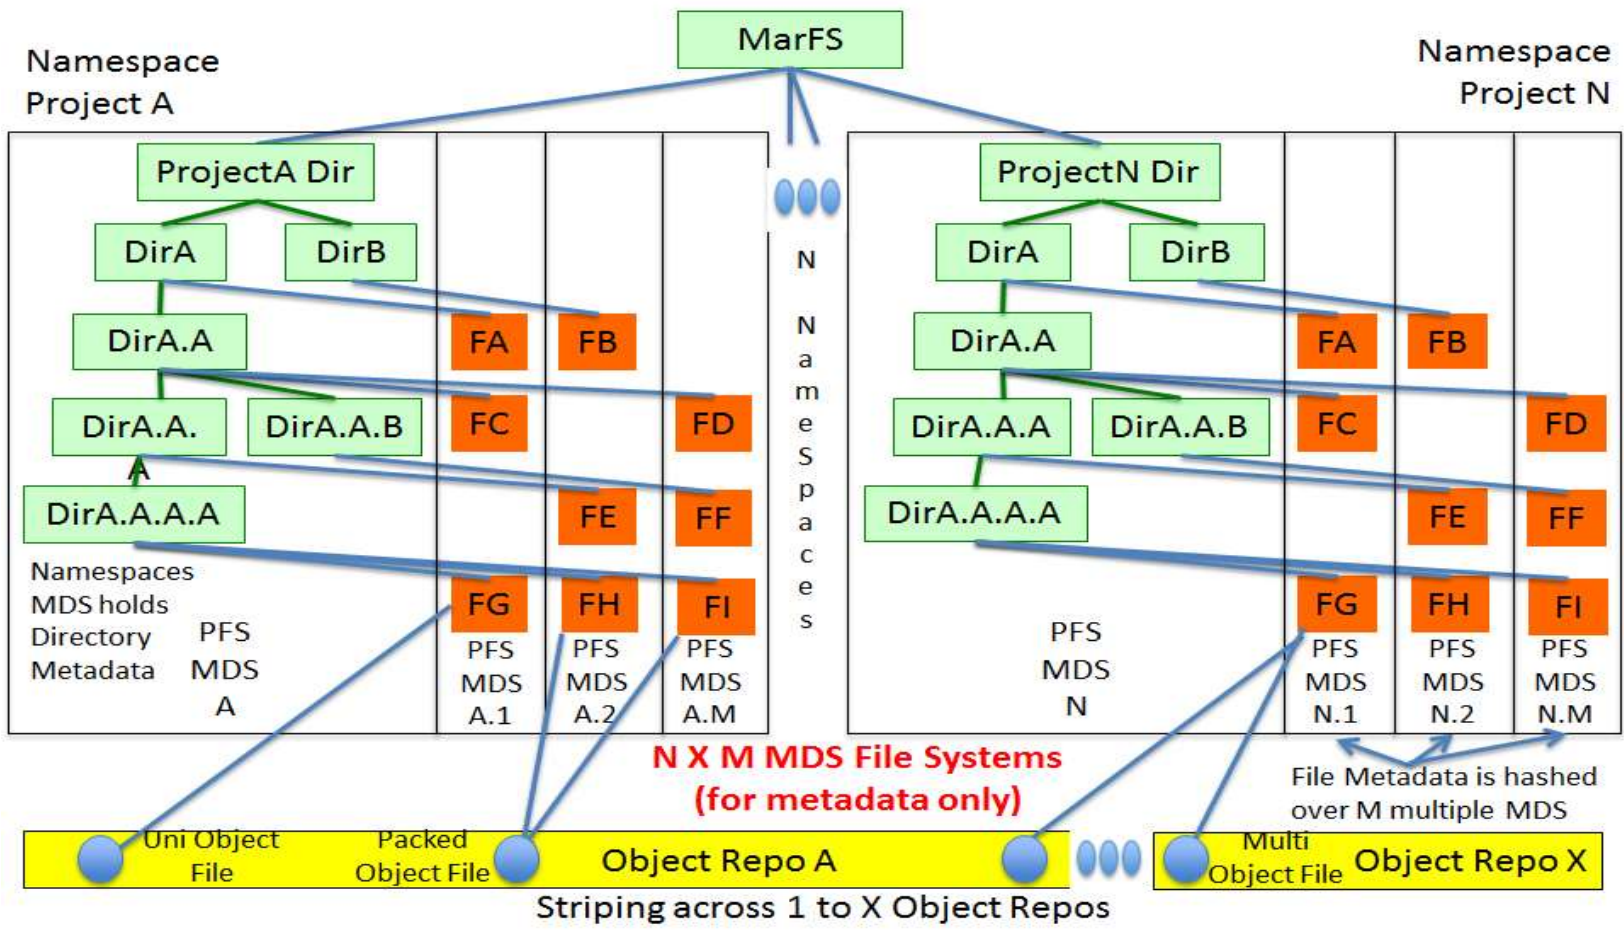 MarFS
Namespace
Project A
Namespace
Project N
ProjectA Dir
DirA
DirB
DirA.A
FA
FB
DirA.A.
A
DirA.A.B
FC
FD
DirA.A.A.A
FE
FF
Namespaces
MDS holds
Directory
Metadata
PFS
MDS
A
FG
FH
FI
PFS
MDS
A.1
PFS
MDS
A.2
PFS
MDS
A.M
N
N
a
m
e
S
p
a
c
e
s
ProjectN Dir
DirA
DirB
DirA.A
FA
FB
DirA.A.A
DirA.A.B
FC
FD
DirA.A.A.A
FE
FF
PFS
MDS
N
FG
FH
FI
PFS
MDS
N.1
PFS
MDS
N.2
PFS
MDS
N.M
N X M MDS File Systems
(for metadata only)
File Metadata is hashed
over M multiple MDS
Uni Object
File
Packed
Object File
Object Repo A
Multi
Object File
Object Repo X
Striping across 1 to X Object Repos